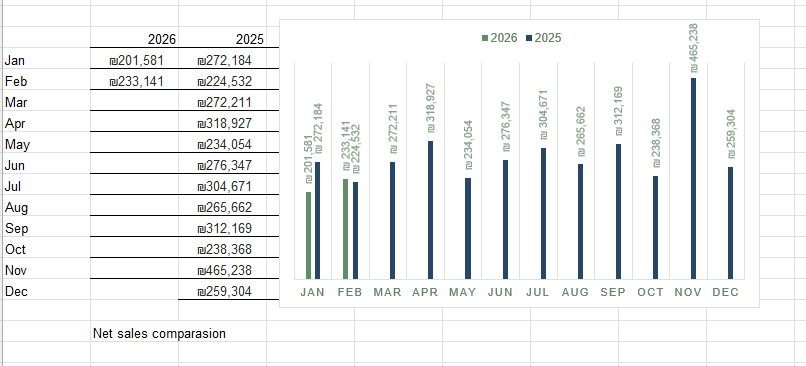 2026 2025
Jan ₪201,581 ₪272,184
Feb ₪233,141 ₪224,532
Mar ₪272,211
Apr ₪318,927
May ₪234,054
Jun ₪276,347
Jul ₪304,671
Aug ₪265,662
Sep ₪312,169
Oct ₪238,368
Nov ₪465,238
Dec ₪259,304
Net sales comparasion
2026 2025
₪ 201,581
₪ 272,184
₪ 233,141
₪ 224,532
₪ 272,211
₪ 318,927
₪ 234,054
₪ 276,347
₪ 304,671
₪ 265,662
₪ 312,169
₪ 238,368
₪ 465,238
₪ 259,304
JAN FEB MAR APR MAY JUN JUL AUG SEP OCT NOV DEC